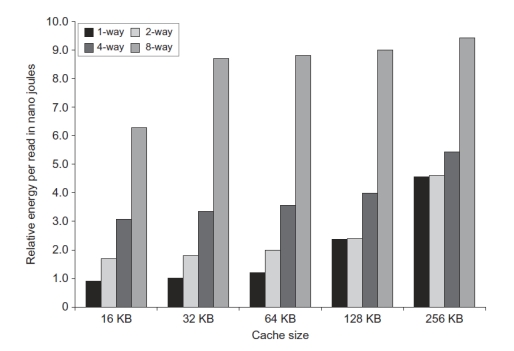 10.0
9.0
8.0
7.0
6.0
5.0
4.0
3.0
2.0
1.0
0
Relative energy per read in nano joules
1-way 2-way
4-way 8-way
16 KB 32 KB 64 KB 128 KB 256 KB
Cache size